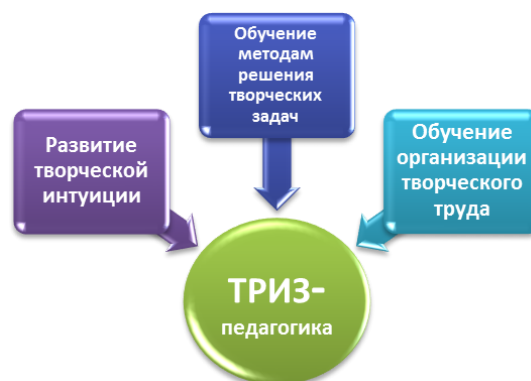 Развитие
творческой
интуиции
Обучение
методам
решения
творческих
задач
Обучение
организации
творческого
труда
ТРИЗ-
педагогика